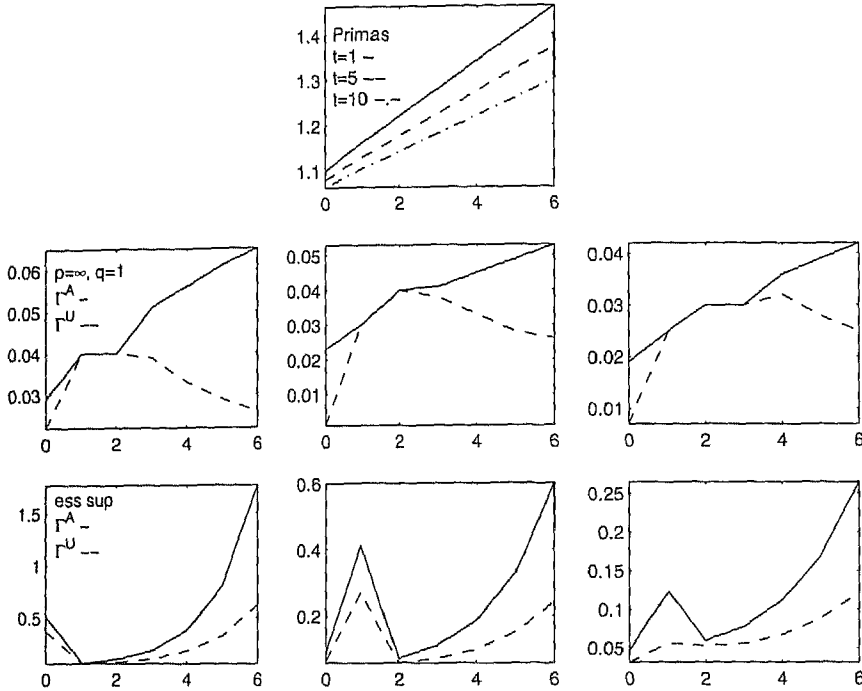 1.4
1.3
1.2
1.1
Primas
t=1 –
t=5 ––
t=10 –.–
0 2 4 6
0.06
0.05
0.04
0.03
p=∞, q=1
Γ^A –
Γ^U ––
0 2 4 6
0.05
0.04
0.03
0.02
0.01
0 2 4 6
0.04
0.03
0.02
0.01
0 2 4 6
1.5
1
0.5
ess sup
Γ^A –
Γ^U ––
0 2 4 6
0.6
0.4
0.2
0 2 4 6
0.25
0.2
0.15
0.1
0.05
0 2 4 6